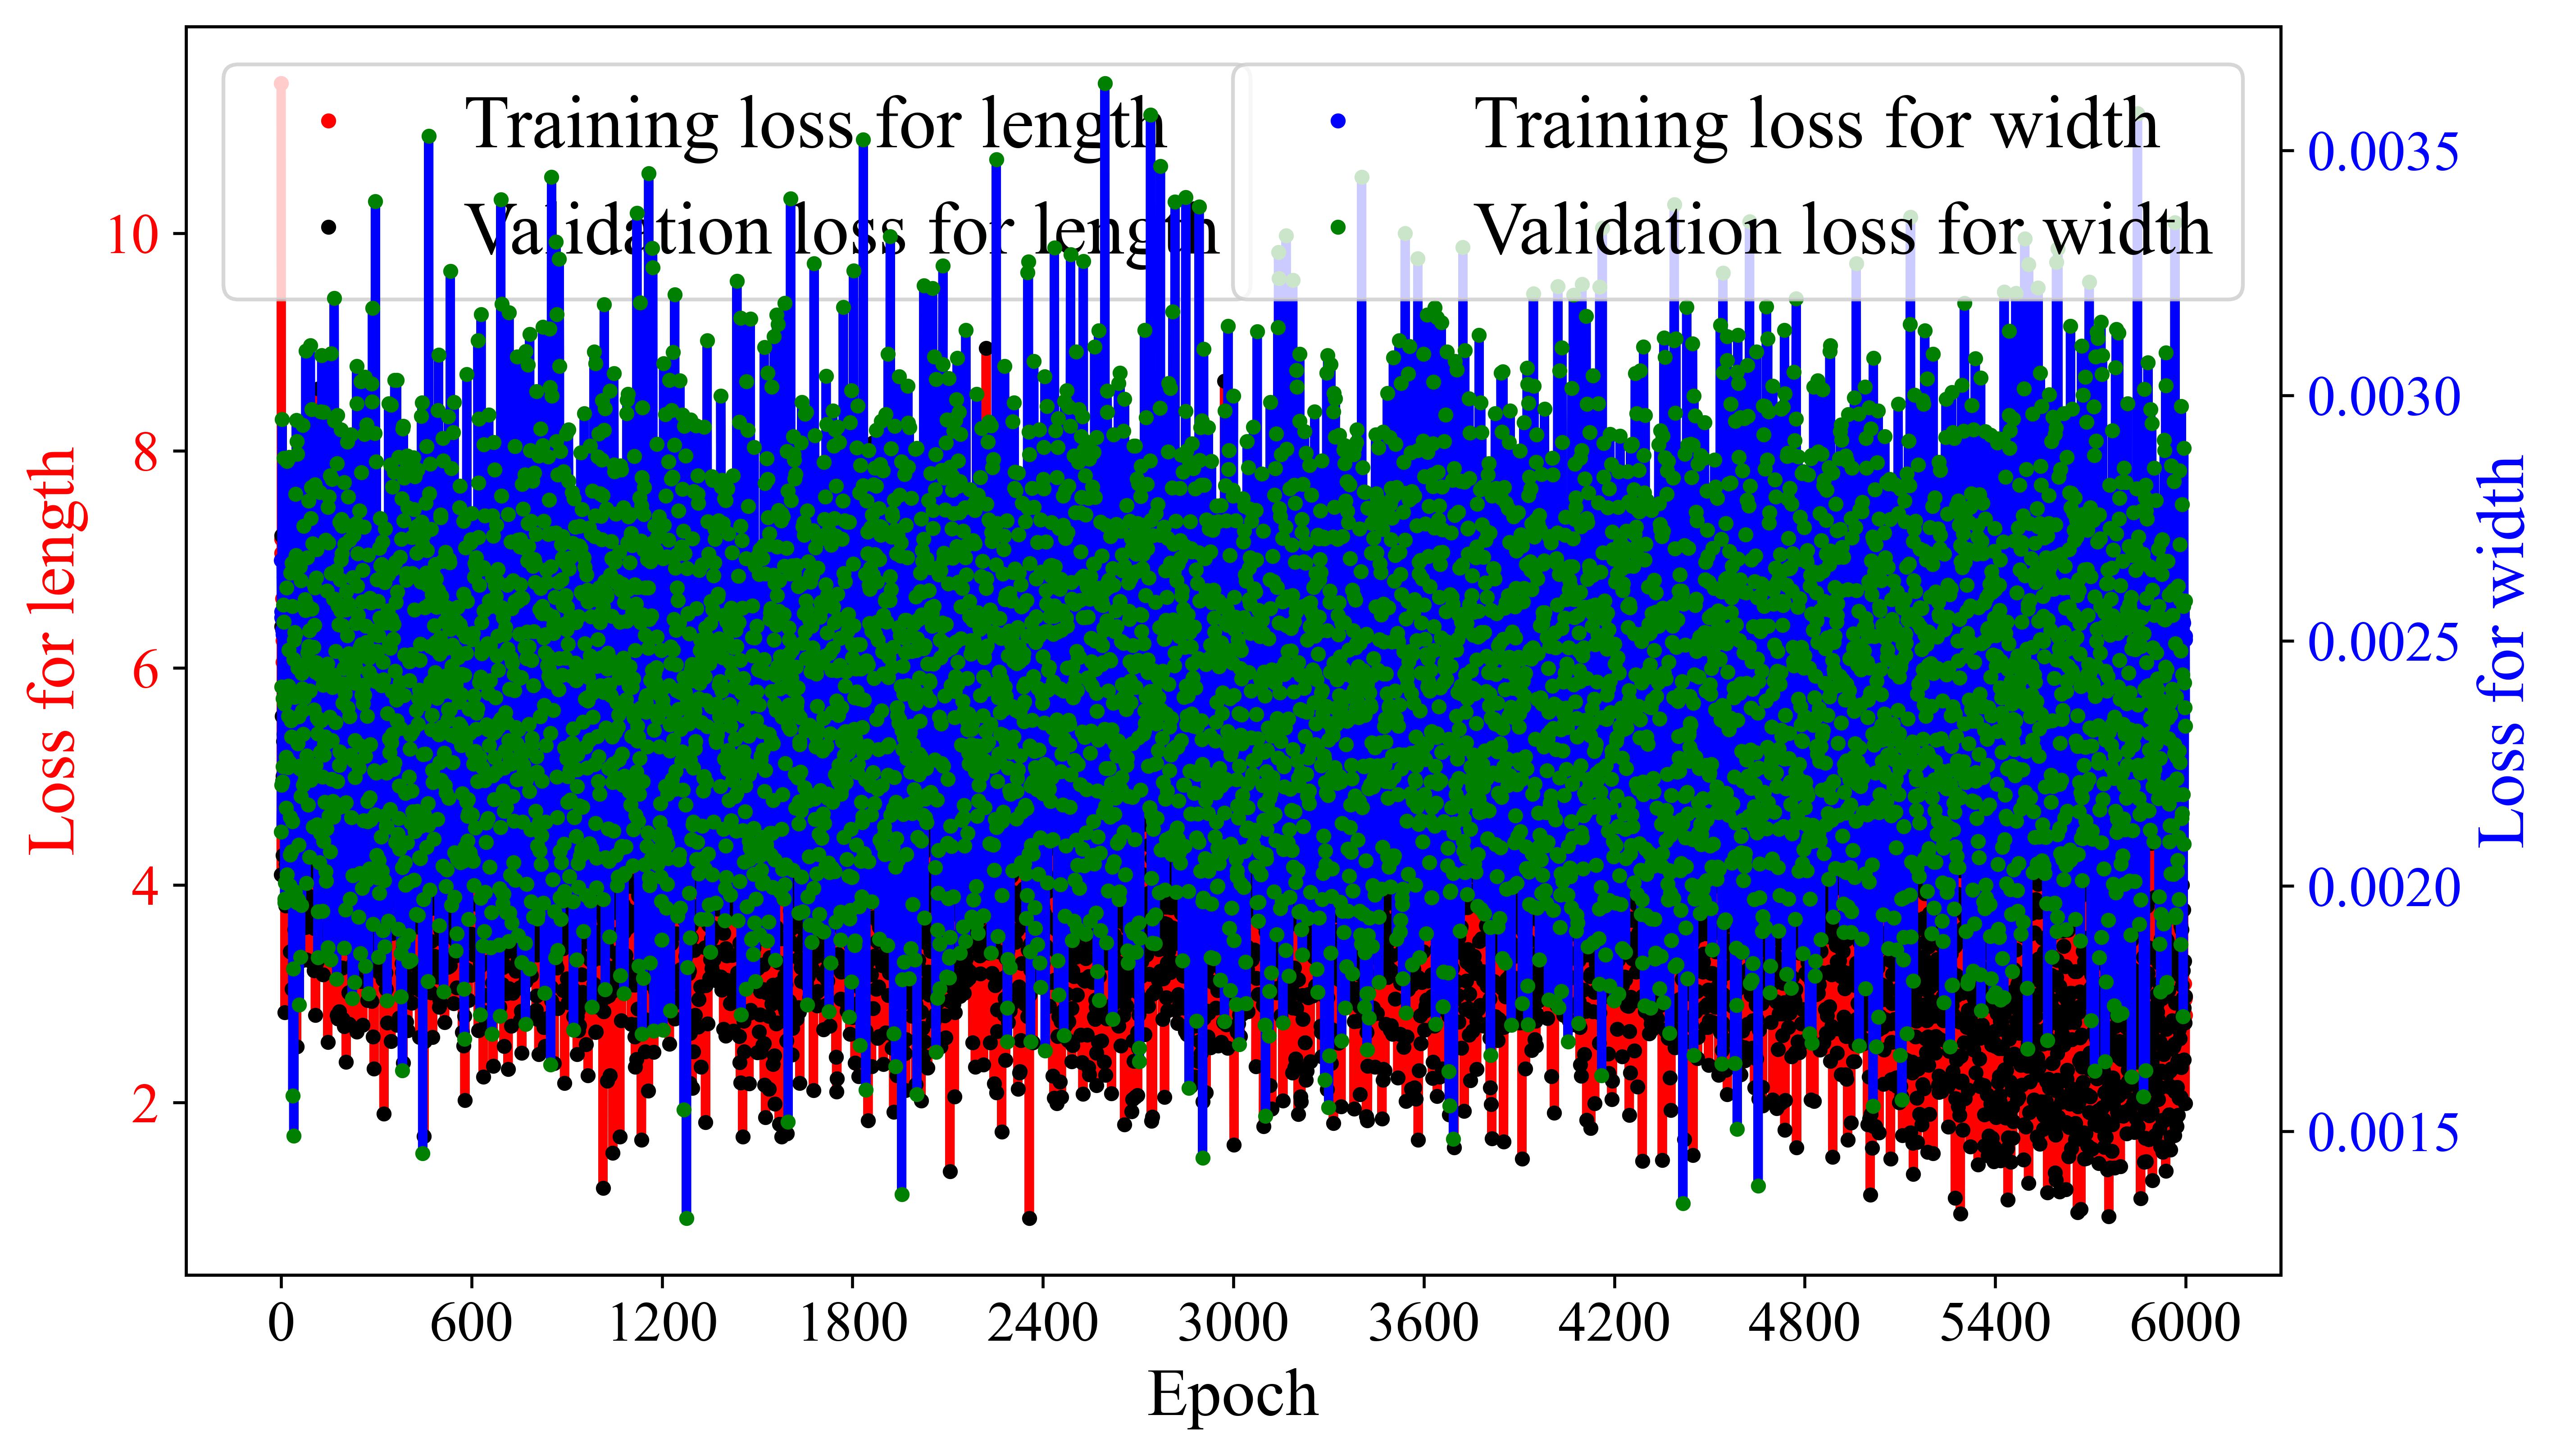 Training loss for length
Validation loss for length
Training loss for width
Validation loss for width
10
8
6
4
2
Loss for length
0.0035
0.0030
0.0025
0.0020
0.0015
Loss for width
0 600 1200 1800 2400 3000 3600 4200 4800 5400 6000
Epoch